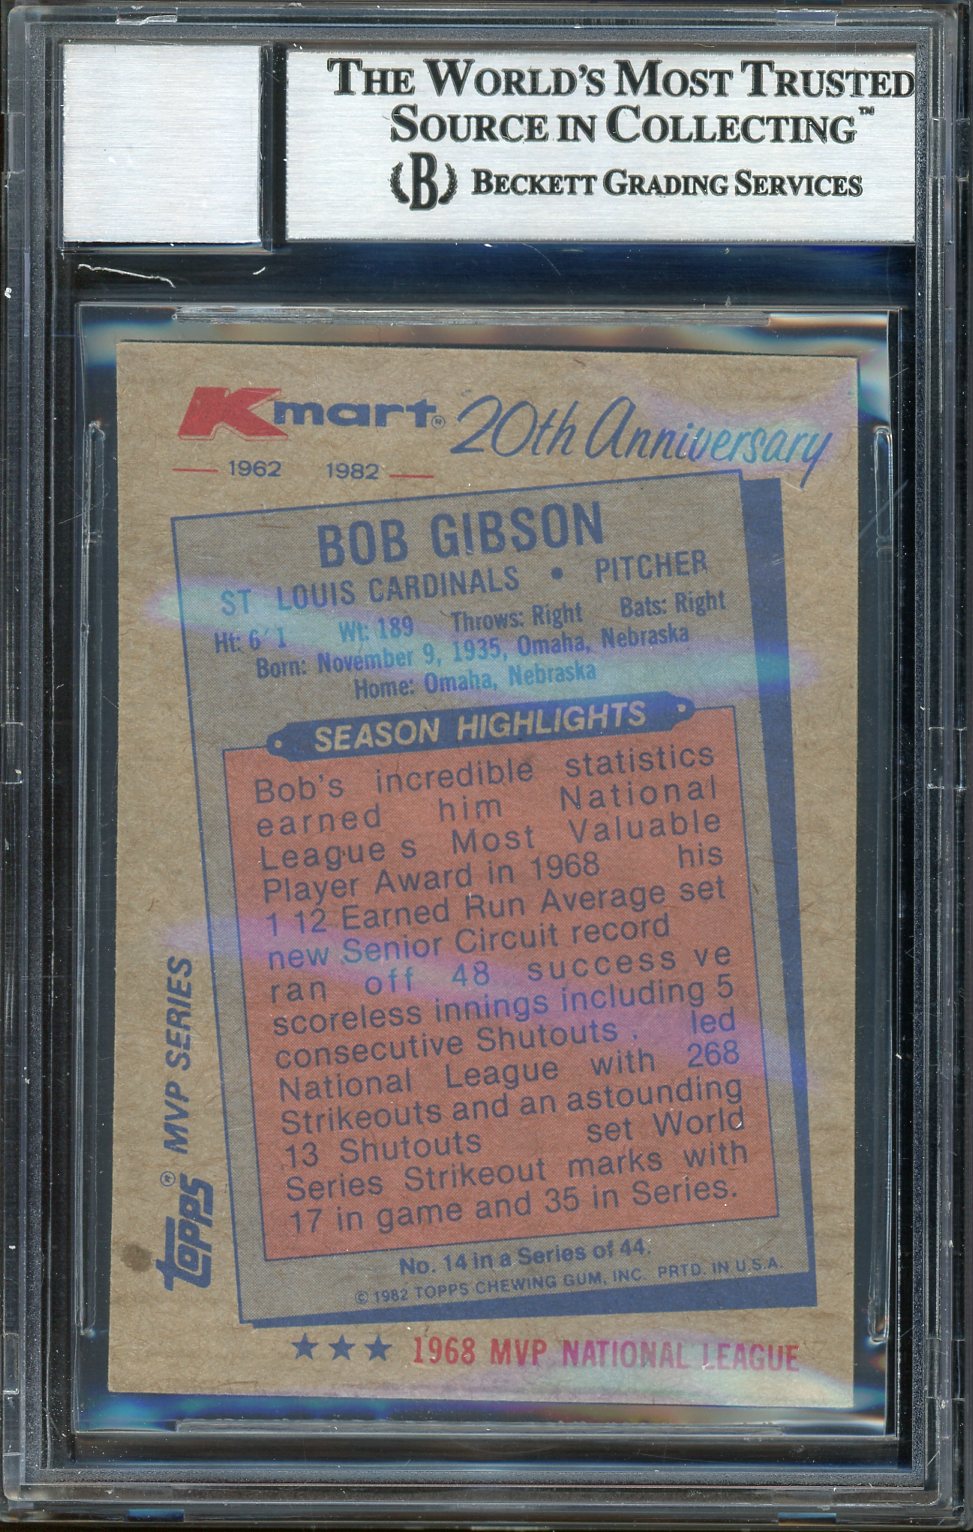 THE WORLD'S MOST TRUSTED
SOURCE IN COLLECTING™
B BECKETT GRADING SERVICES
Kmart® 20th Anniversary
1962 1982
BOB GIBSON
ST LOUIS CARDINALS • PITCHER
Ht: 6'1 Wt: 189 Throws: Right Bats: Right
Born: November 9, 1935, Omaha, Nebraska
Home: Omaha, Nebraska
SEASON HIGHLIGHTS
Bob's incredible statistics
earned him National
League s Most Valuable
Player Award in 1968 his
1 12 Earned Run Average set
new Senior Circuit record
ran off 48 success ve
scoreless innings including 5
consecutive Shutouts . led
National League with 268
Strikeouts and an astounding
13 Shutouts set World
Series Strikeout marks with
17 in game and 35 in Series.
No. 14 in a Series of 44.
© 1982 TOPPS CHEWING GUM, INC. PRTD. IN U.S.A.
topps® MVP SERIES
★★★ 1968 MVP NATIONAL LEAGUE